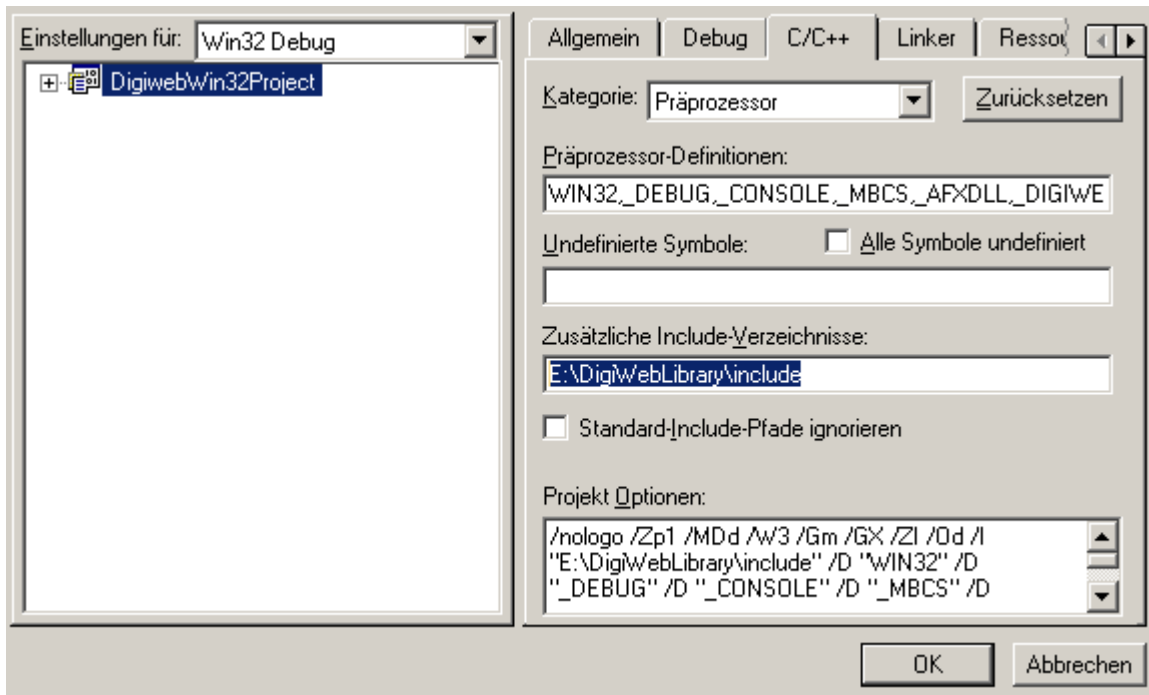 Einstellungen für: Win32 Debug
DigiwebWin32Project
Allgemein Debug C/C++ Linker
Kategorie: Präprozessor Zurücksetzen
Präprozessor-Definitionen:
WIN32,_DEBUG,_CONSOLE,_MBCS,_AFXDLL,_DIGIWE
Undefinierte Symbole: Alle Symbole undefiniert
Zusätzliche Include-Verzeichnisse:
E:\DigiWebLibrary\include
Standard-Include-Pfade ignorieren
Projekt Optionen:
/nologo /Zp1 /MDd /W3 /Gm /GX /ZI /Od /I
"E:\DigiWebLibrary\include" /D "WIN32" /D
"_DEBUG" /D "_CONSOLE" /D "_MBCS" /D
OK Abbrechen